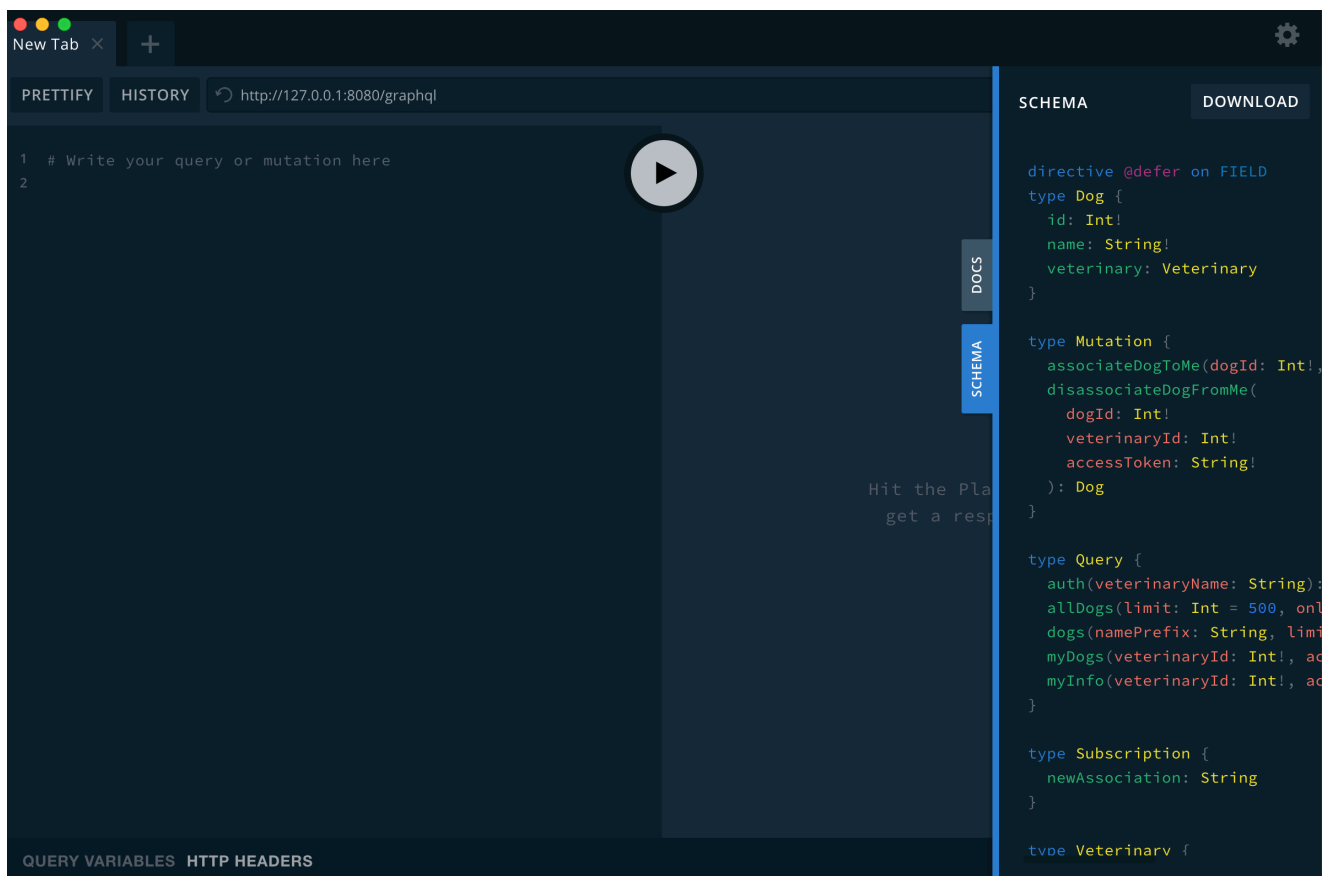 New Tab
PRETTIFY
HISTORY
http://127.0.0.1:8080/graphql
1 # Write your query or mutation here
2
Hit the Pla
get a resp
DOCS
SCHEMA
SCHEMA
DOWNLOAD
directive @defer on FIELD
type Dog {
id: Int!
name: String!
veterinary: Veterinary
}
type Mutation {
associateDogToMe(dogId: Int!,
disassociateDogFromMe(
dogId: Int!
veterinaryId: Int!
accessToken: String!
): Dog
}
type Query {
auth(veterinaryName: String):
allDogs(limit: Int = 500, onl
dogs(namePrefix: String, limi
myDogs(veterinaryId: Int!, ac
myInfo(veterinaryId: Int!, ac
}
type Subscription {
newAssociation: String
}
type Veterinary {
QUERY VARIABLES HTTP HEADERS